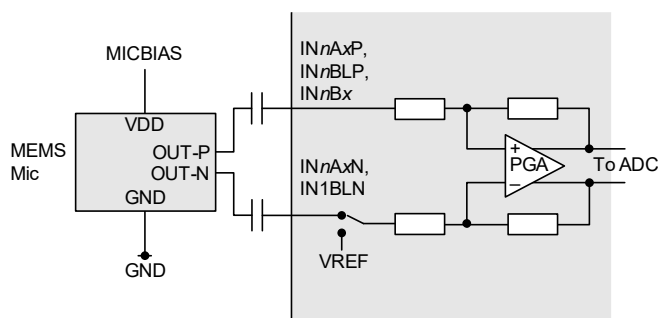 MICBIAS
INnAxP,
INnBLP,
INnBx
VDD
MEMS
Mic
OUT-P
OUT-N
GND
GND
INnAxN,
IN1BLN
VREF
+
PGA
–
To ADC